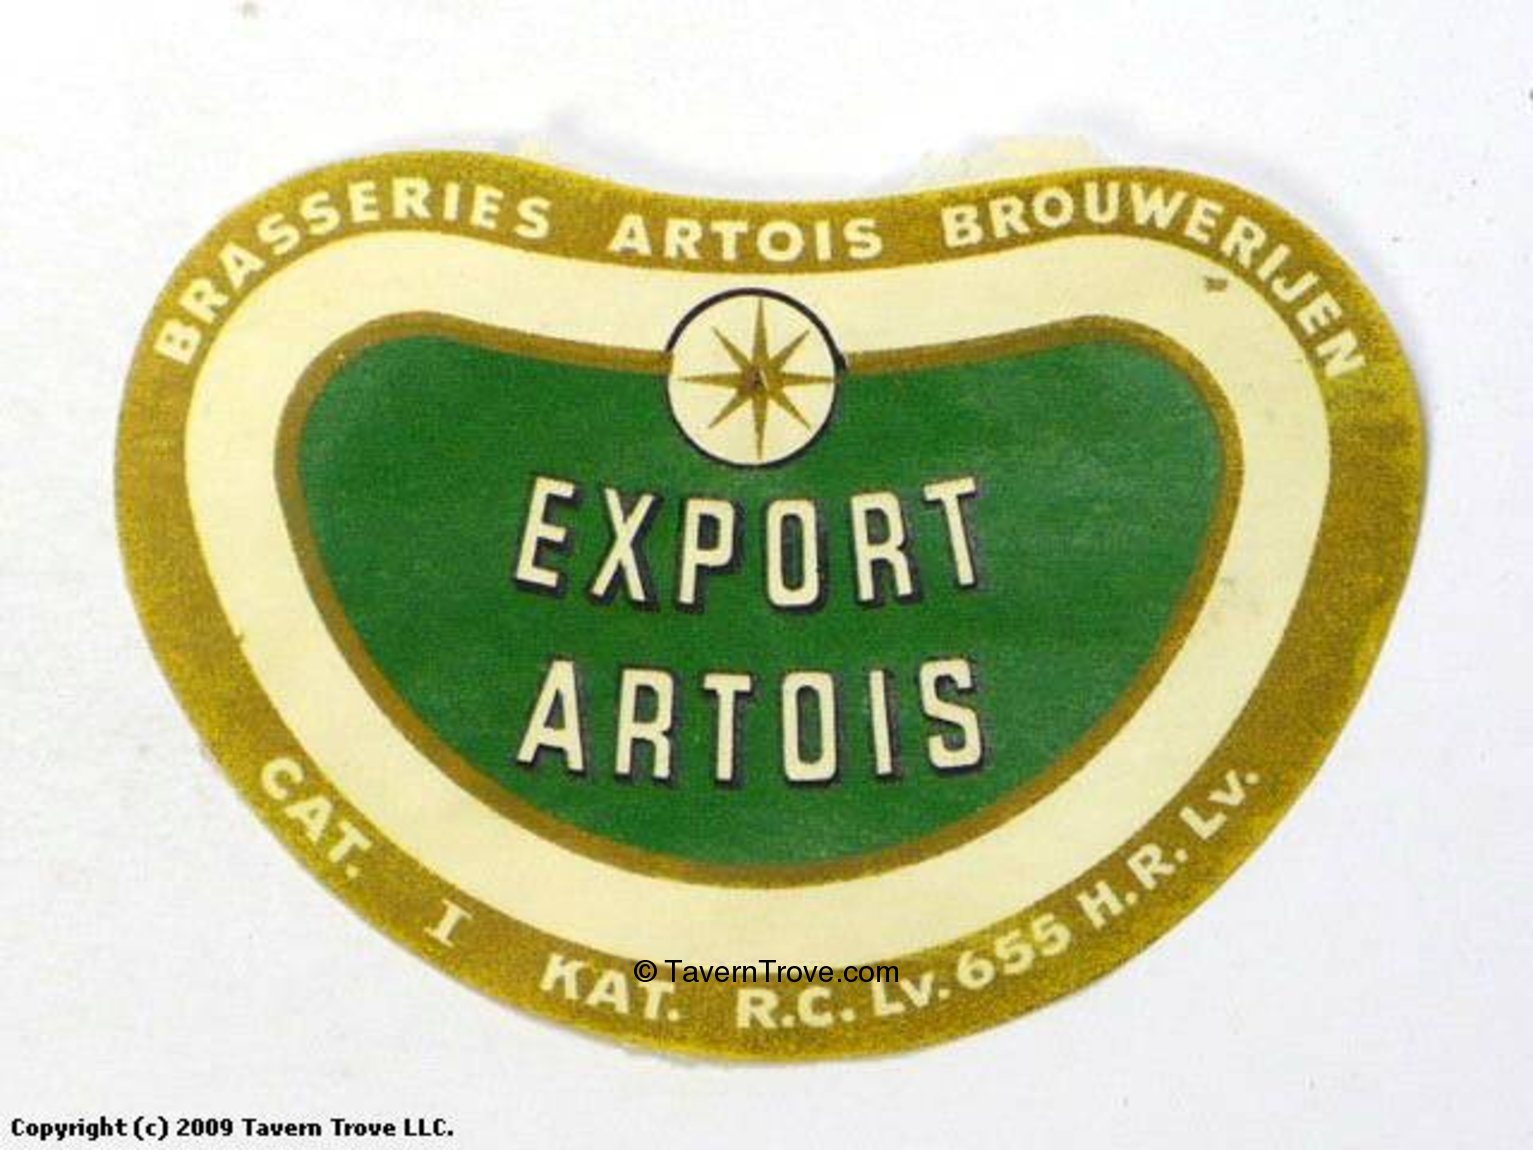 BRASSERIES ARTOIS BROUWERIJEN
EXPORT
ARTOIS
CAT. I KAT. R.C. Lv. 655 H.R. Lv.
© TavernTrove.com
Copyright (c) 2009 Tavern Trove LLC.